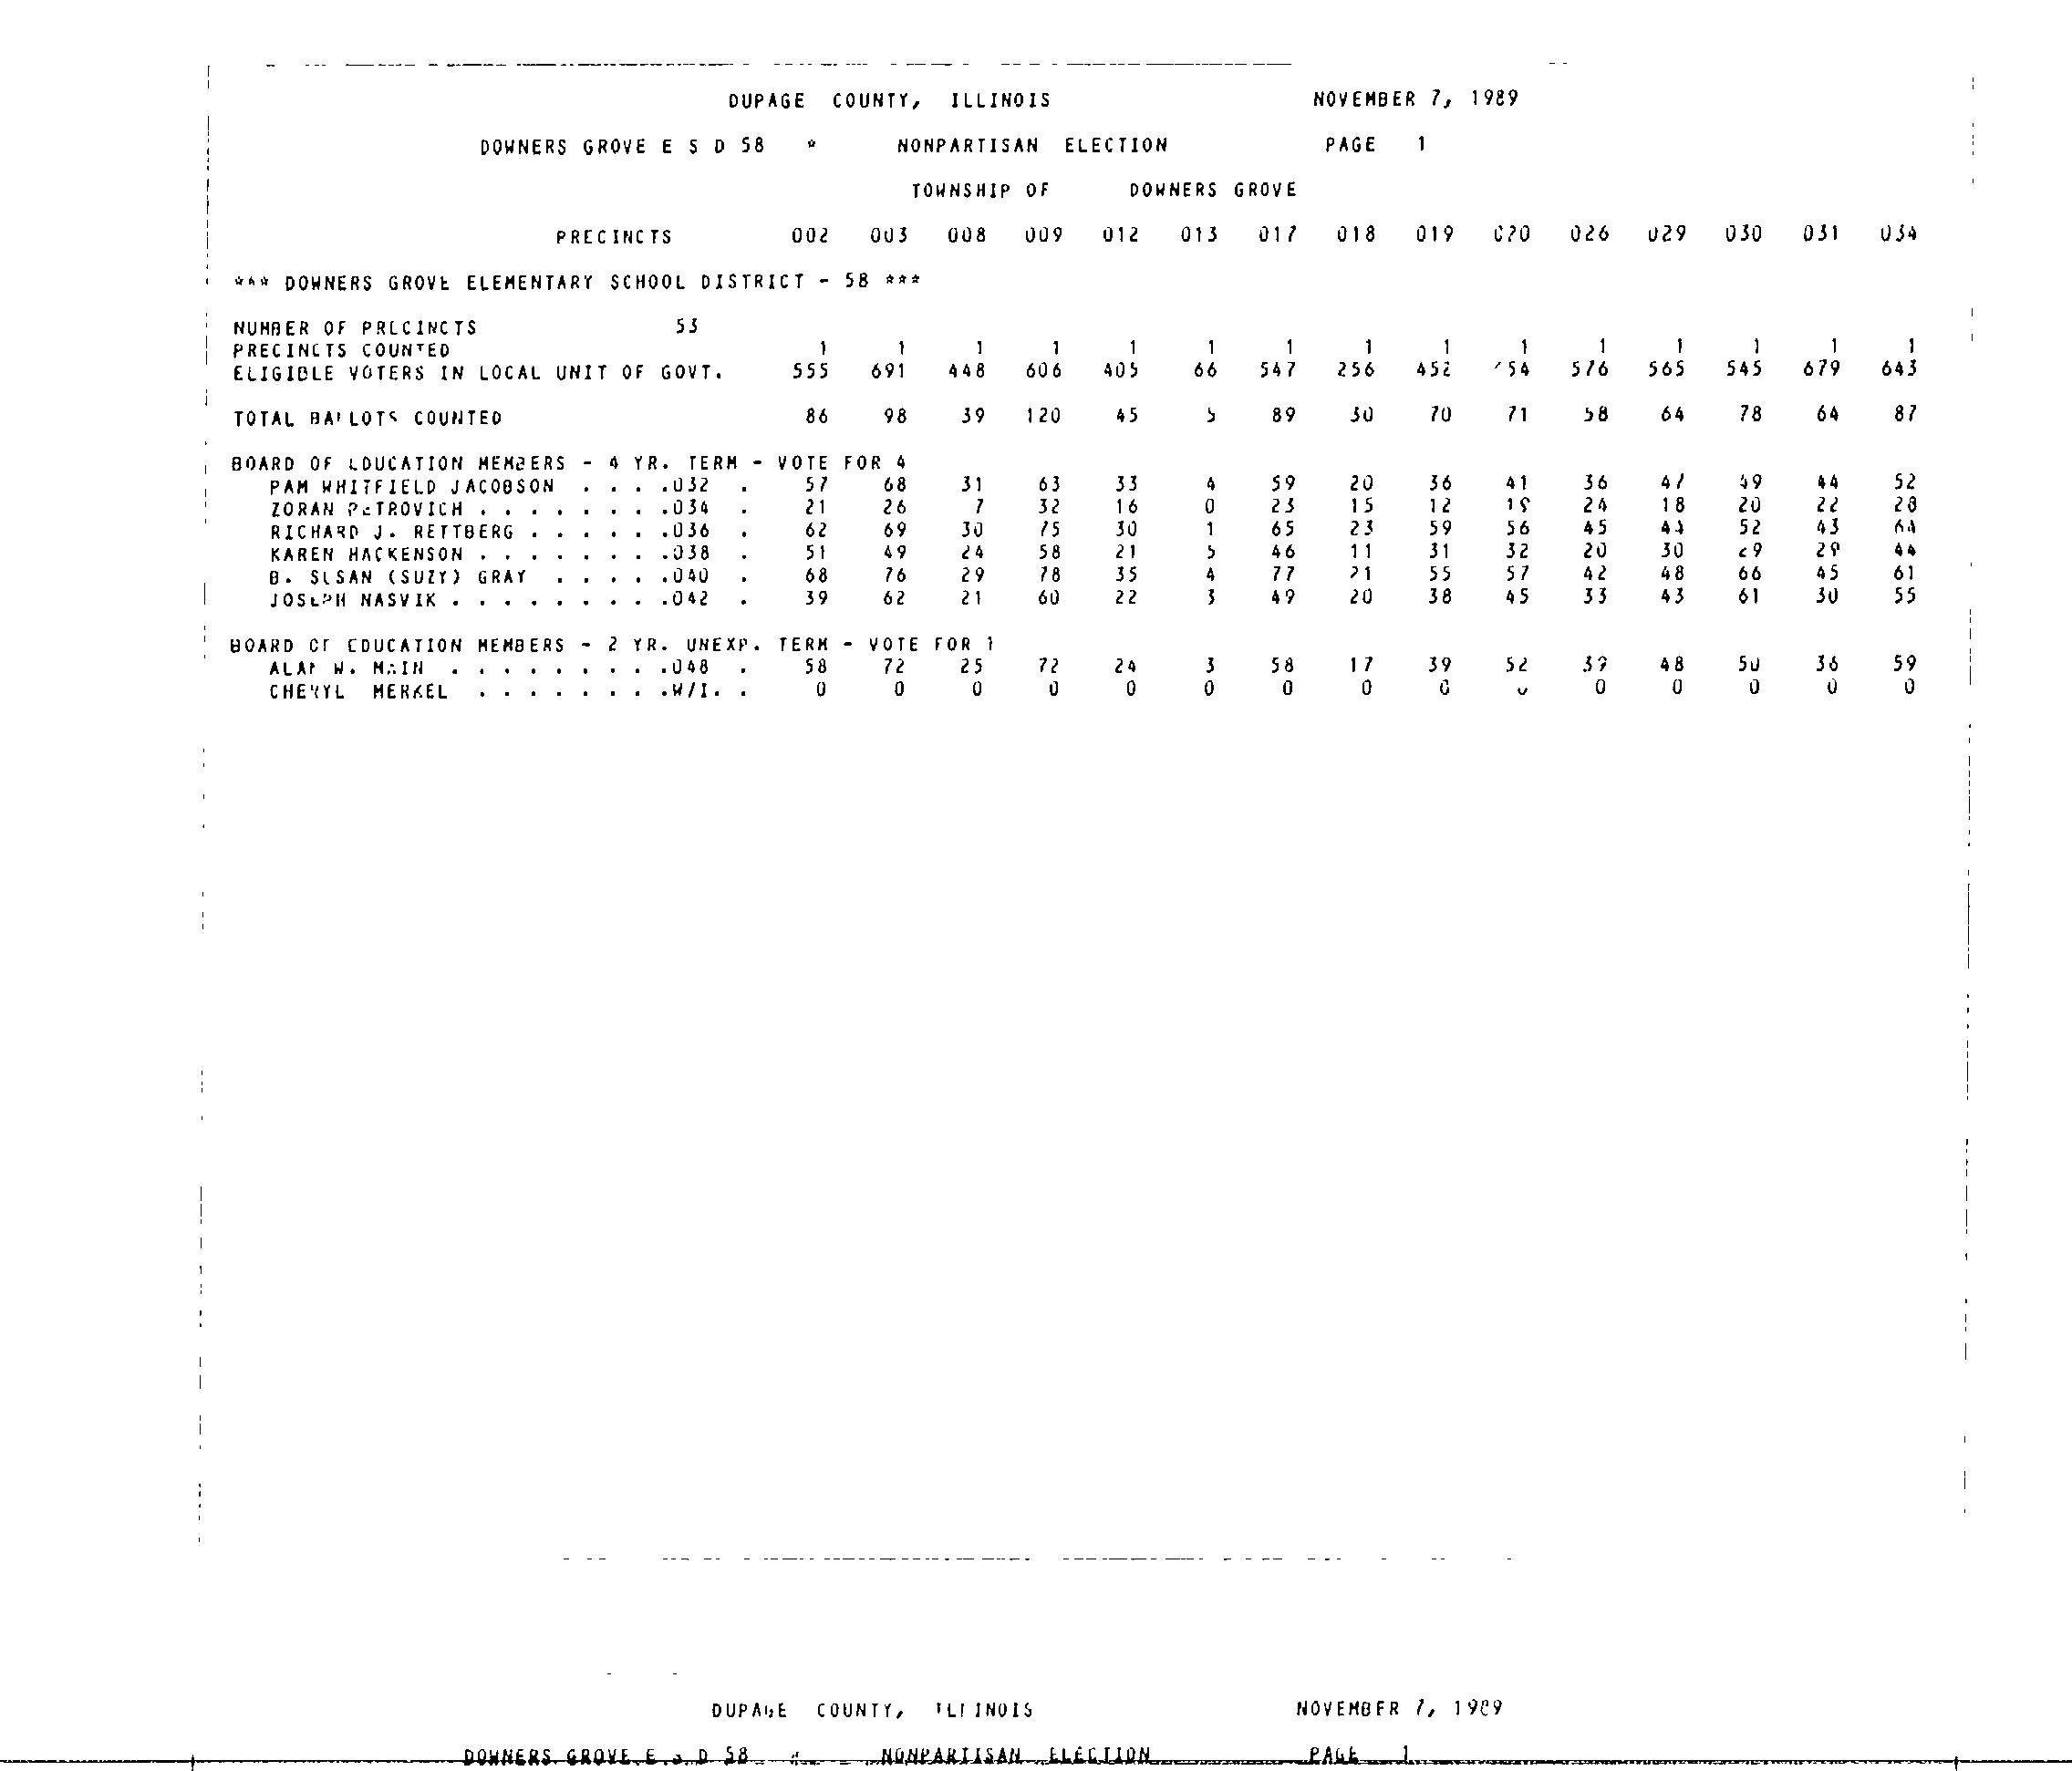 DUPAGE COUNTY, ILLINOIS NOVEMBER 7, 1989
DOWNERS GROVE E S D 58 * NONPARTISAN ELECTION PAGE 1
TOWNSHIP OF DOWNERS GROVE
PRECINCTS 002 003 008 009 012 013 017 018 019 020 026 029 030 031 034
*** DOWNERS GROVE ELEMENTARY SCHOOL DISTRICT - 58 ***
NUMBER OF PRECINCTS 53
PRECINCTS COUNTED 1 1 1 1 1 1 1 1 1 1 1 1 1 1 1
ELIGIBLE VOTERS IN LOCAL UNIT OF GOVT. 555 691 448 606 405 66 547 256 452 576 565 545 679 643
TOTAL BALLOTS COUNTED 86 98 39 120 45 5 89 30 70 71 58 64 78 64 87
BOARD OF EDUCATION MEMBERS - 4 YR. TERM - VOTE FOR 4
PAM WHITFIELD JACOBSON . . . .032 . 57 68 31 63 33 4 59 20 36 41 36 47 49 44 52
ZORAN PETROVICH . . . . . . . .034 . 21 26 7 32 16 0 23 15 12 24 18 20 22 28
RICHARD J. RETTBERG . . . . . .036 . 62 69 30 75 30 1 65 23 59 56 45 44 52 43 64
KAREN HACKENSON . . . . . . . .038 . 51 49 24 58 21 5 46 11 31 32 20 30 29 29 44
B. SUSAN (SUZY) GRAY . . . . .040 . 68 76 29 78 35 4 77 21 55 57 42 48 66 45 61
JOSEPH NASVIK . . . . . . . . .042 . 39 62 21 60 22 3 49 20 38 45 33 43 61 30 55
BOARD OF EDUCATION MEMBERS - 2 YR. UNEXP. TERM - VOTE FOR 1
ALAN W. MAIN . . . . . . . . .048 . 58 72 25 72 24 3 58 17 39 52 39 48 50 36 59
CHERYL MERKEL . . . . . . . .W/I. . 0 0 0 0 0 0 0 0 0 0 0 0 0 0 0
DUPAGE COUNTY, ILLINOIS NOVEMBER 7, 1989
DOWNERS GROVE E S D 58 * NONPARTISAN ELECTION PAGE 1